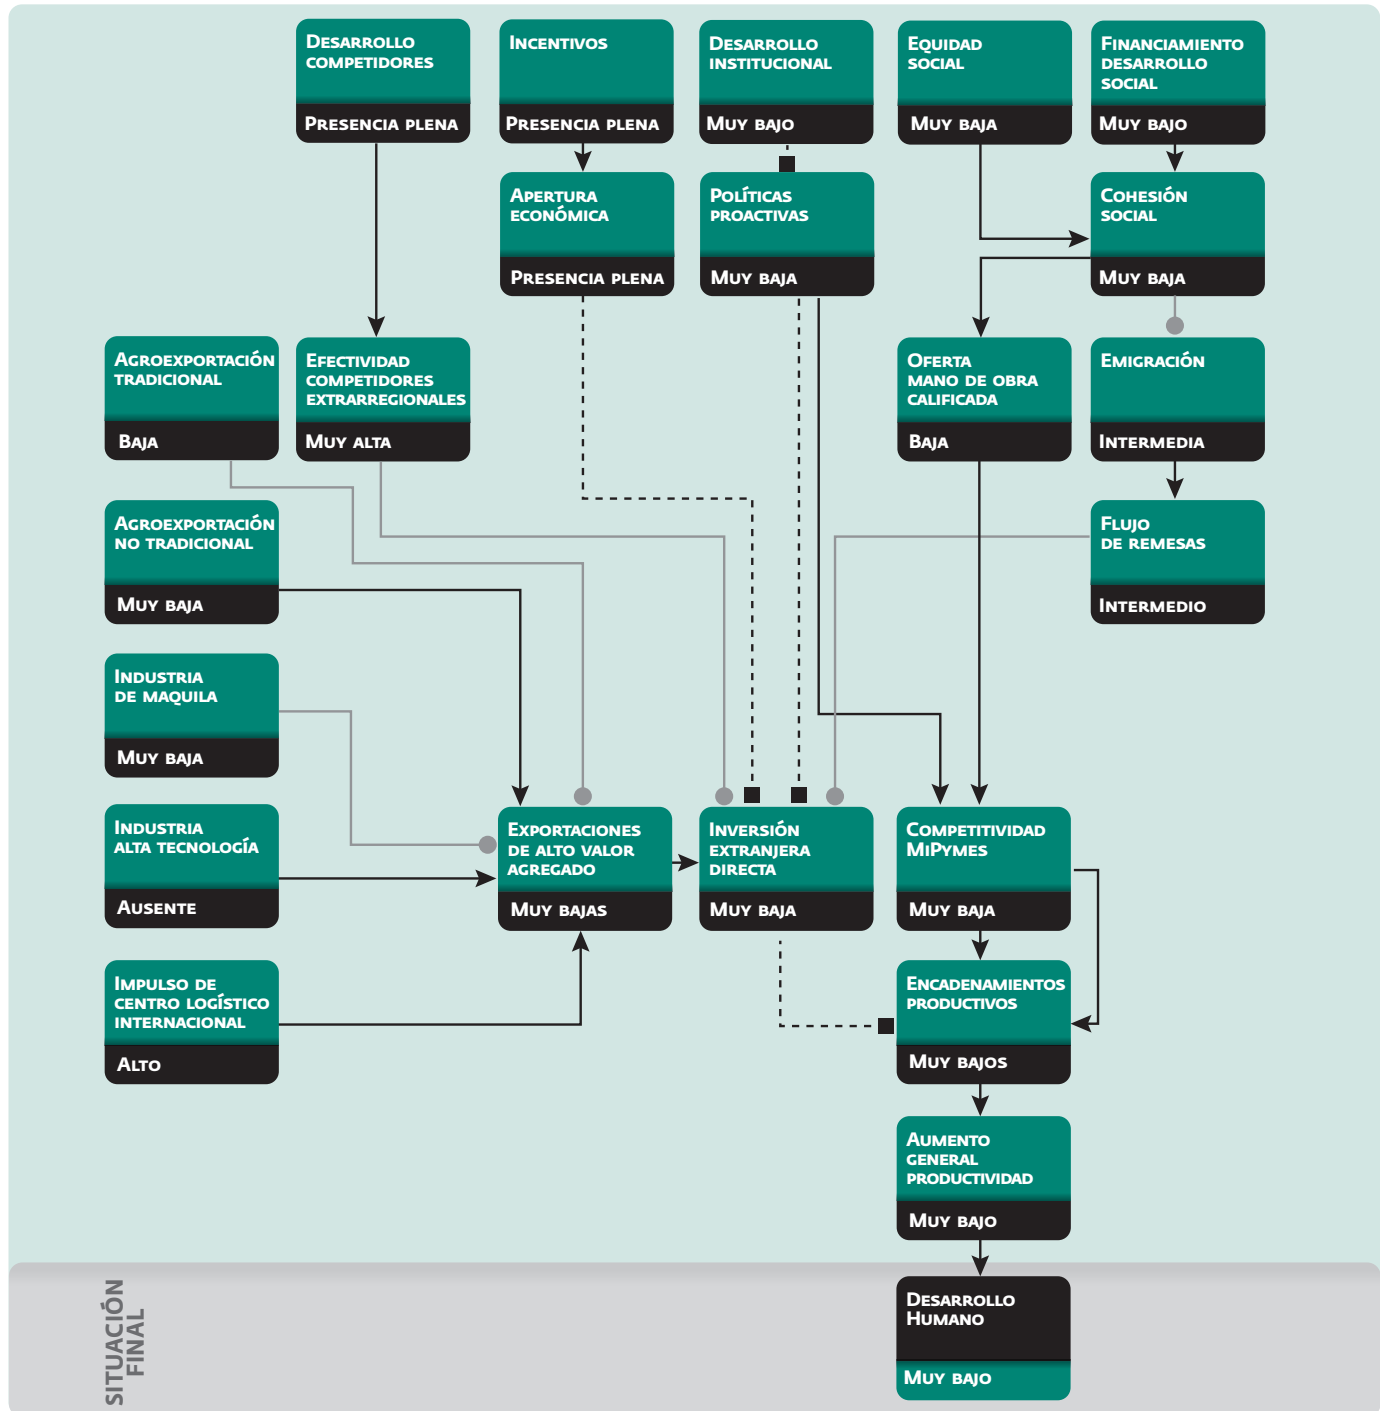 DESARROLLO
COMPETIDORES
PRESENCIA PLENA
INCENTIVOS
PRESENCIA PLENA
DESARROLLO
INSTITUCIONAL
MUY BAJO
EQUIDAD
SOCIAL
MUY BAJA
FINANCIAMIENTO
DESARROLLO
SOCIAL
MUY BAJO
APERTURA
ECONÓMICA
PRESENCIA PLENA
POLÍTICAS
PROACTIVAS
MUY BAJA
COHESIÓN
SOCIAL
MUY BAJA
AGROEXPORTACIÓN
TRADICIONAL
BAJA
EFECTIVIDAD
COMPETIDORES
EXTRARREGIONALES
MUY ALTA
OFERTA
MANO DE OBRA
CALIFICADA
BAJA
EMIGRACIÓN
INTERMEDIA
AGROEXPORTACIÓN
NO TRADICIONAL
MUY BAJA
FLUJO
DE REMESAS
INTERMEDIO
INDUSTRIA
DE MAQUILA
MUY BAJA
INDUSTRIA
ALTA TECNOLOGÍA
AUSENTE
EXPORTACIONES
DE ALTO VALOR
AGREGADO
MUY BAJAS
INVERSIÓN
EXTRANJERA
DIRECTA
MUY BAJA
COMPETITIVIDAD
MIPYMES
MUY BAJA
IMPULSO DE
CENTRO LOGÍSTICO
INTERNACIONAL
ALTO
ENCADENAMIENTOS
PRODUCTIVOS
MUY BAJOS
AUMENTO
GENERAL
PRODUCTIVIDAD
MUY BAJO
SITUACIÓN
FINAL
DESARROLLO
HUMANO
MUY BAJO